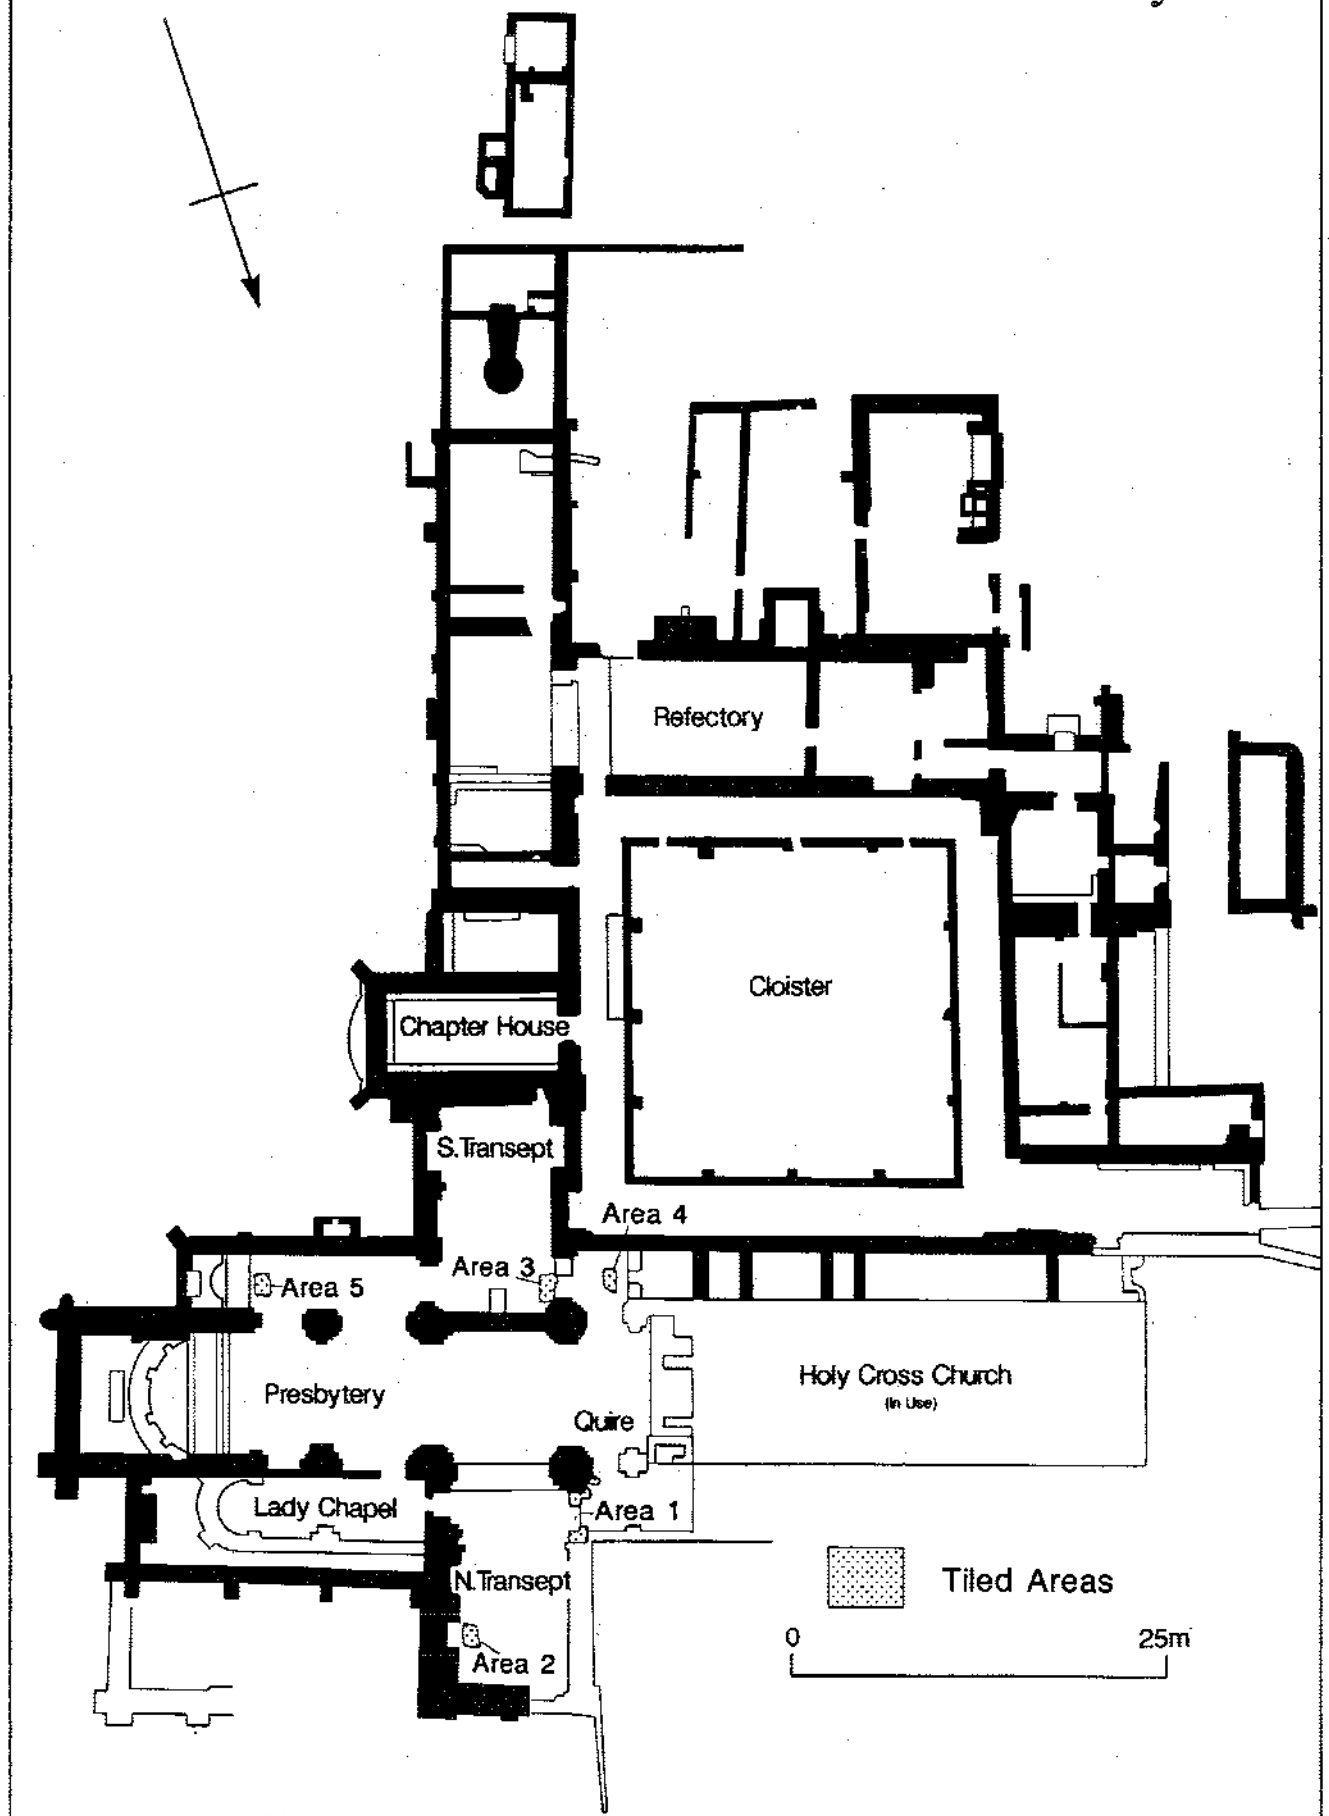 Refectory
Cloister
Chapter House
S.Transept
Area 4
Area 3
Area 5
Holy Cross Church
(In Use)
Presbytery
Quire
Lady Chapel
Area 1
N.Transept
Tiled Areas
Area 2
0 25m